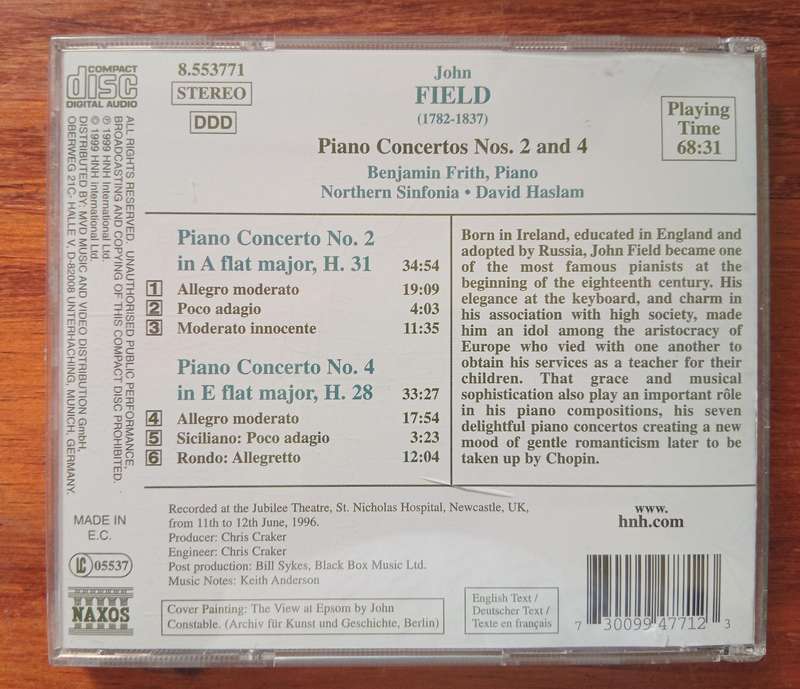 COMPACT
disc
DIGITAL AUDIO
8.553771
STEREO
DDD
John
FIELD
(1782-1837)
Piano Concertos Nos. 2 and 4
Benjamin Frith, Piano
Northern Sinfonia • David Haslam
Playing
Time
68:31
ALL RIGHTS RESERVED. UNAUTHORISED PUBLIC PERFORMANCE,
BROADCASTING AND COPYING OF THIS COMPACT DISC PROHIBITED.
℗ 1999 HNH International Ltd.
© 1999 HNH International Ltd.
DISTRIBUTED BY: MVD MUSIC AND VIDEO DISTRIBUTION GmbH,
OBERWEG 21C- HALLE V, D-82008 UNTERHACHING, MUNICH, GERMANY.
Piano Concerto No. 2
in A flat major, H. 31 34:54
1 Allegro moderato 19:09
2 Poco adagio 4:03
3 Moderato innocente 11:35
Piano Concerto No. 4
in E flat major, H. 28 33:27
4 Allegro moderato 17:54
5 Siciliano: Poco adagio 3:23
6 Rondo: Allegretto 12:04
Born in Ireland, educated in England and
adopted by Russia, John Field became one
of the most famous pianists at the
beginning of the eighteenth century. His
elegance at the keyboard, and charm in
his association with high society, made
him an idol among the aristocracy of
Europe who vied with one another to
obtain his services as a teacher for their
children. That grace and musical
sophistication also play an important rôle
in his piano compositions, his seven
delightful piano concertos creating a new
mood of gentle romanticism later to be
taken up by Chopin.
MADE IN
E.C.
LC 05537
NAXOS
Recorded at the Jubilee Theatre, St. Nicholas Hospital, Newcastle, UK,
from 11th to 12th June, 1996.
Producer: Chris Craker
Engineer: Chris Craker
Post production: Bill Sykes, Black Box Music Ltd.
Music Notes: Keith Anderson
Cover Painting: The View at Epsom by John
Constable. (Archiv für Kunst und Geschichte, Berlin)
www.
hnh.com
English Text /
Deutscher Text /
Texte en français
7 30099 47712 3